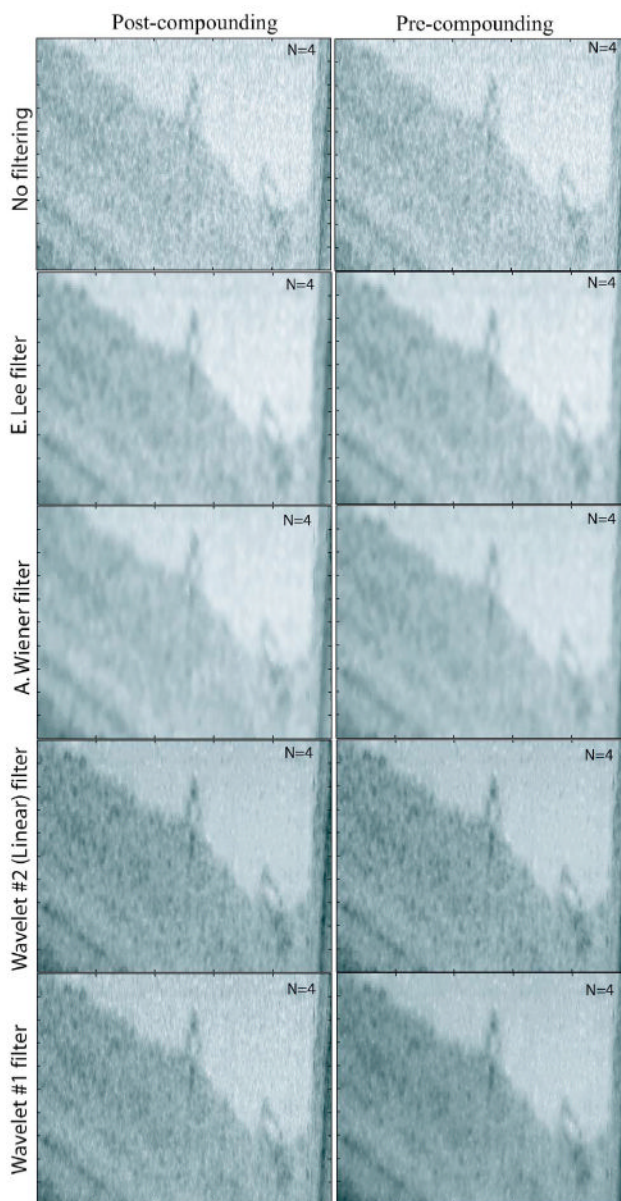 Post-compounding Pre-compounding
No filtering
N=4 N=4
E. Lee filter
N=4 N=4
A. Wiener filter
N=4 N=4
Wavelet #2 (Linear) filter
N=4 N=4
Wavelet #1 filter
N=4 N=4